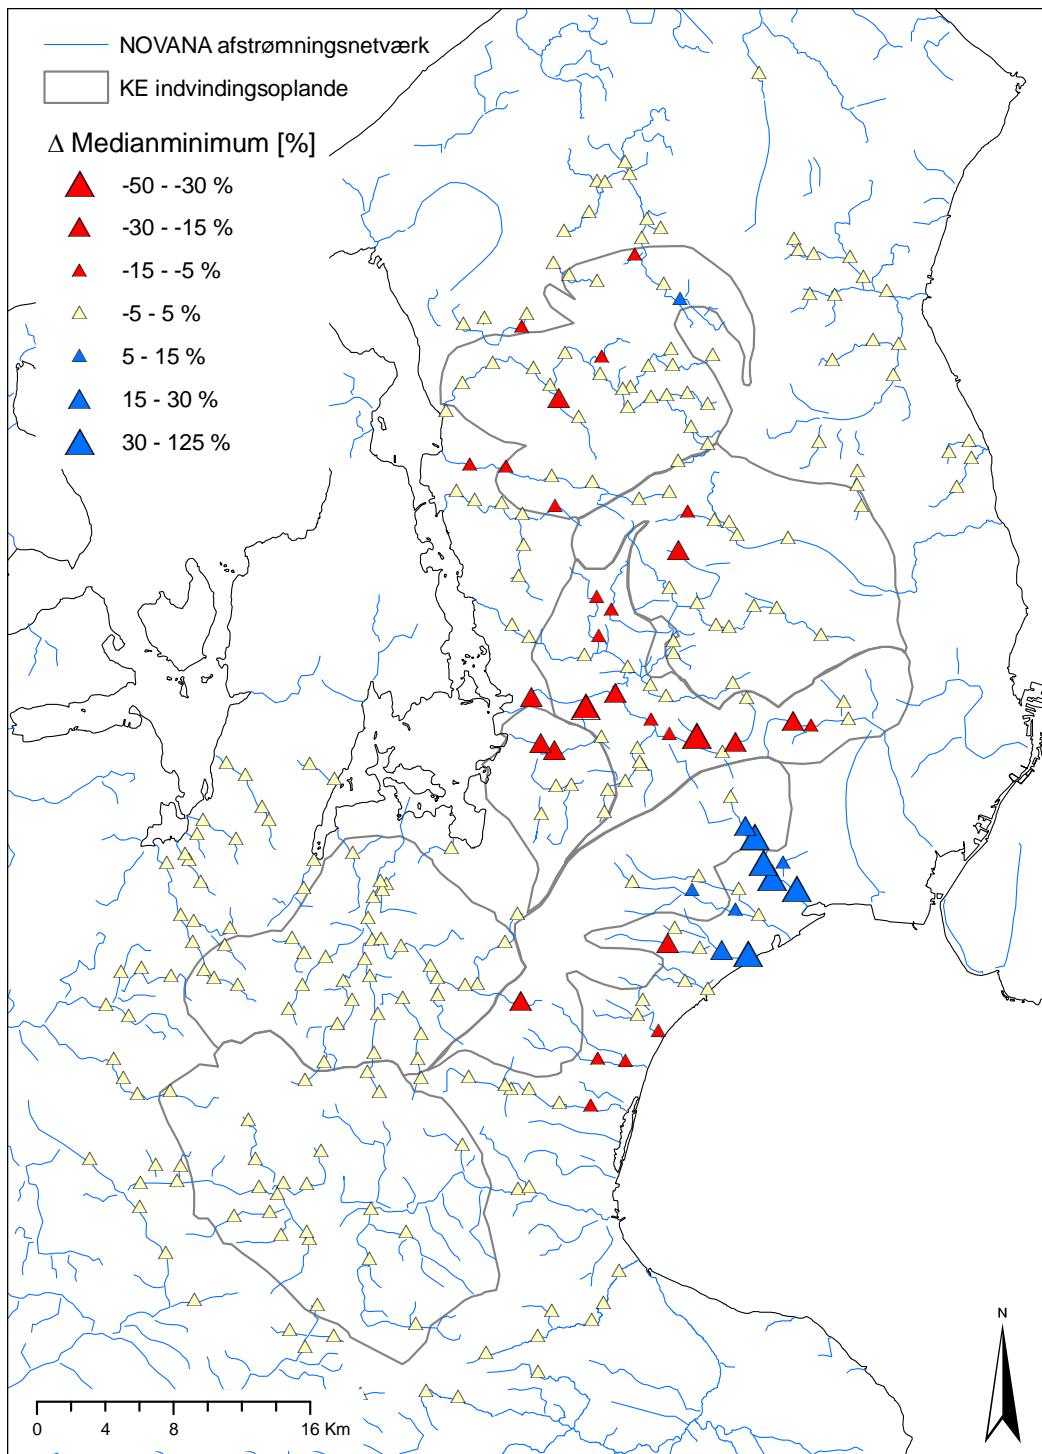 NOVANA afstrømningsnetværk
KE indvindingsoplande
Δ Medianminimum [%]
-50 - -30 %
-30 - -15 %
-15 - -5 %
-5 - 5 %
5 - 15 %
15 - 30 %
30 - 125 %
N
0 4 8 16 Km